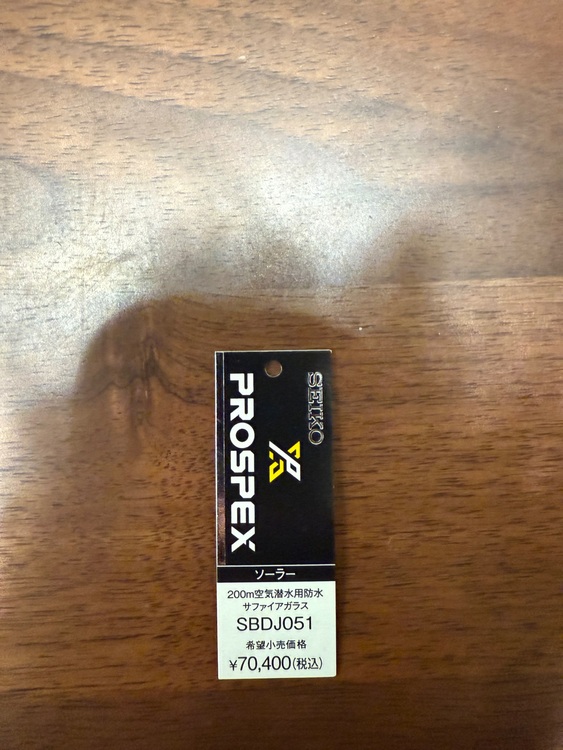 SEIKO
PROSPEX
ソーラー
200m空気潜水用防水
サファイアガラス
SBDJ051
希望小売価格
¥70,400(税込)